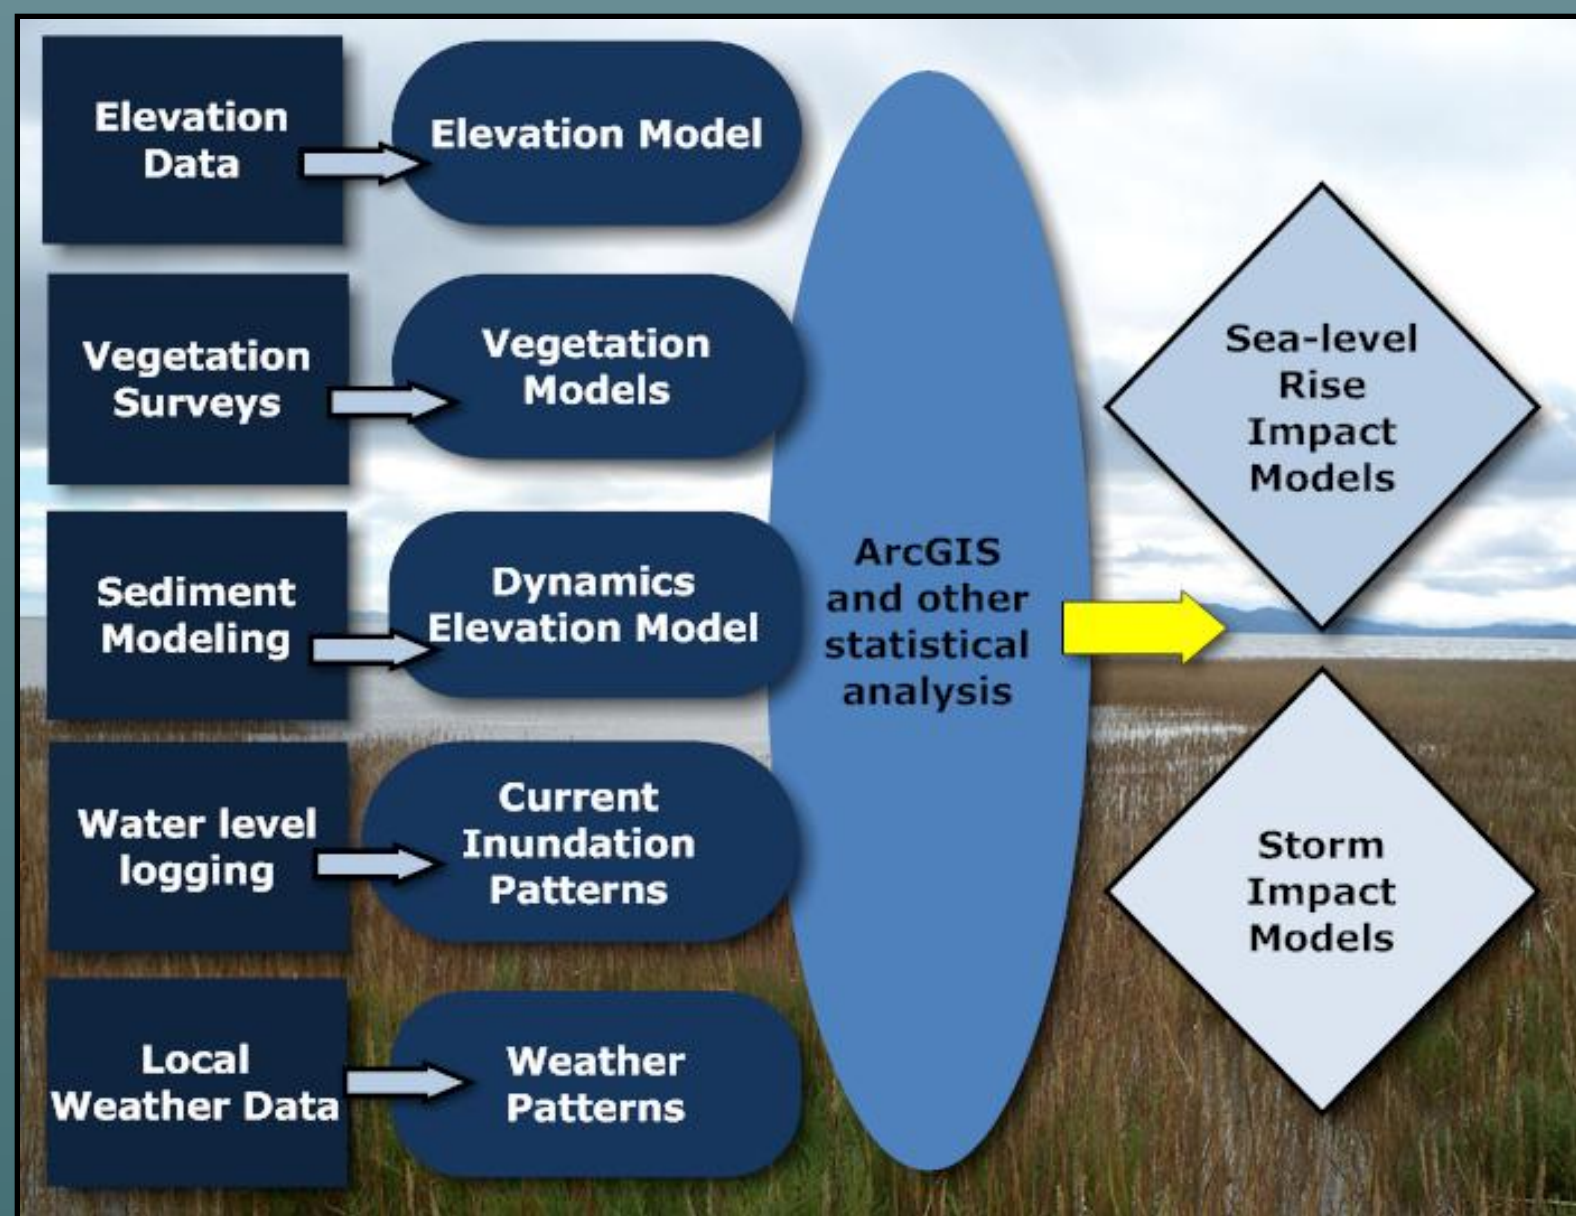 Elevation
Data
Elevation Model
Vegetation
Surveys
Vegetation
Models
Sediment
Modeling
Dynamics
Elevation Model
Water level
logging
Current
Inundation
Patterns
Local
Weather Data
Weather
Patterns
ArcGIS
and other
statistical
analysis
Sea-level
Rise
Impact
Models
Storm
Impact
Models